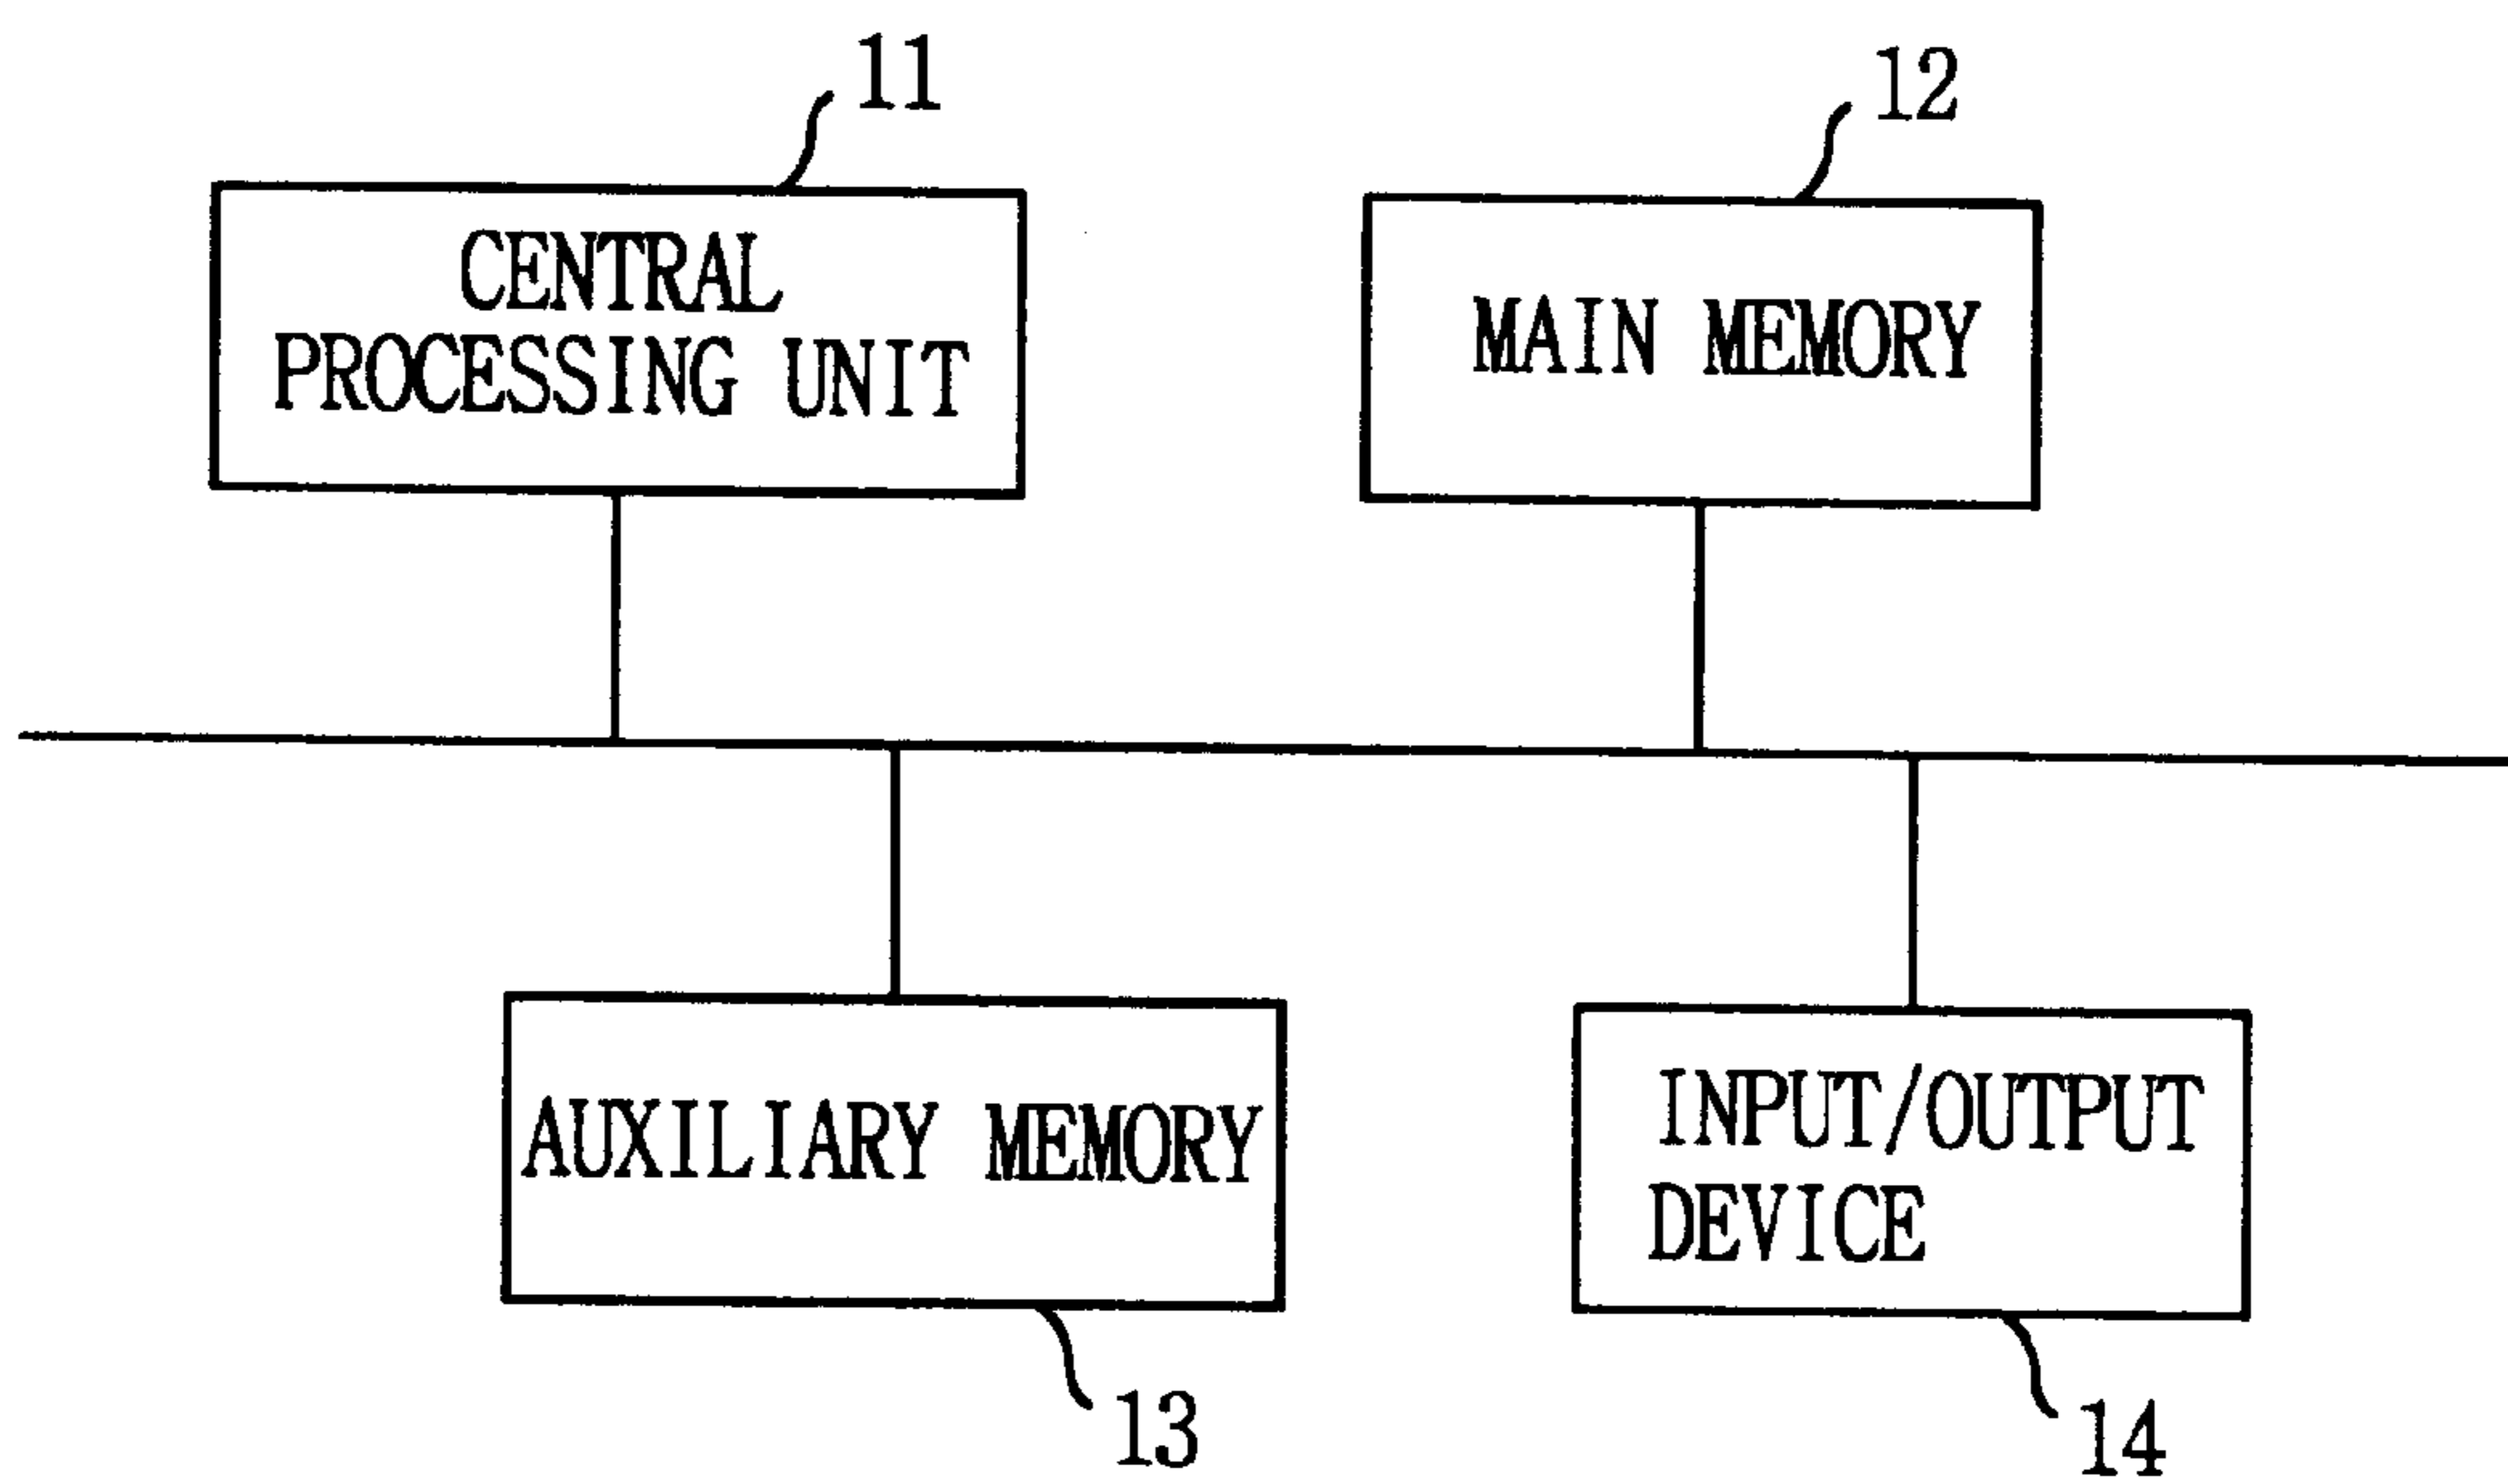 11
12
CENTRAL
PROCESSING UNIT
MAIN MEMORY
AUXILIARY MEMORY
INPUT/OUTPUT
DEVICE
13
14